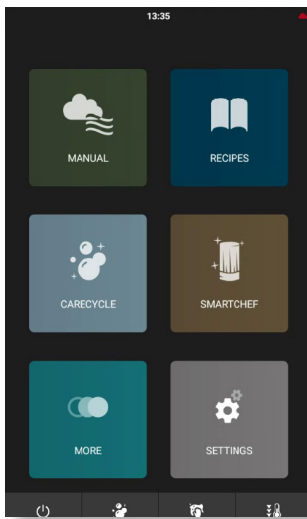 13:35
MANUAL
RECIPES
CARECYCLE
SMARTCHEF
MORE
SETTINGS